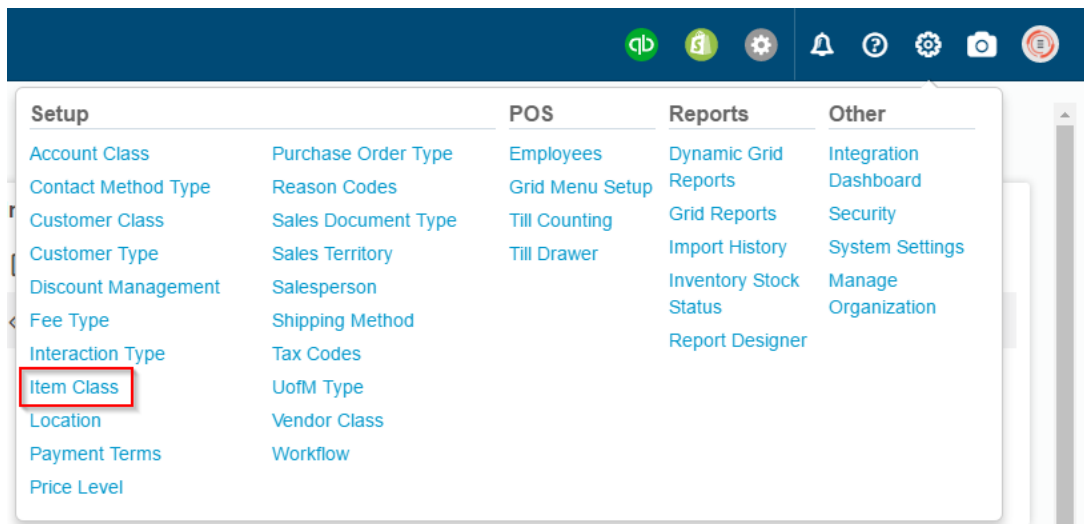 qb
Setup
Account Class
Contact Method Type
Customer Class
Customer Type
Discount Management
Fee Type
Interaction Type
Item Class
Location
Payment Terms
Price Level
Purchase Order Type
Reason Codes
Sales Document Type
Sales Territory
Salesperson
Shipping Method
Tax Codes
UofM Type
Vendor Class
Workflow
POS
Employees
Grid Menu Setup
Till Counting
Till Drawer
Reports
Dynamic Grid
Reports
Grid Reports
Import History
Inventory Stock
Status
Report Designer
Other
Integration
Dashboard
Security
System Settings
Manage
Organization